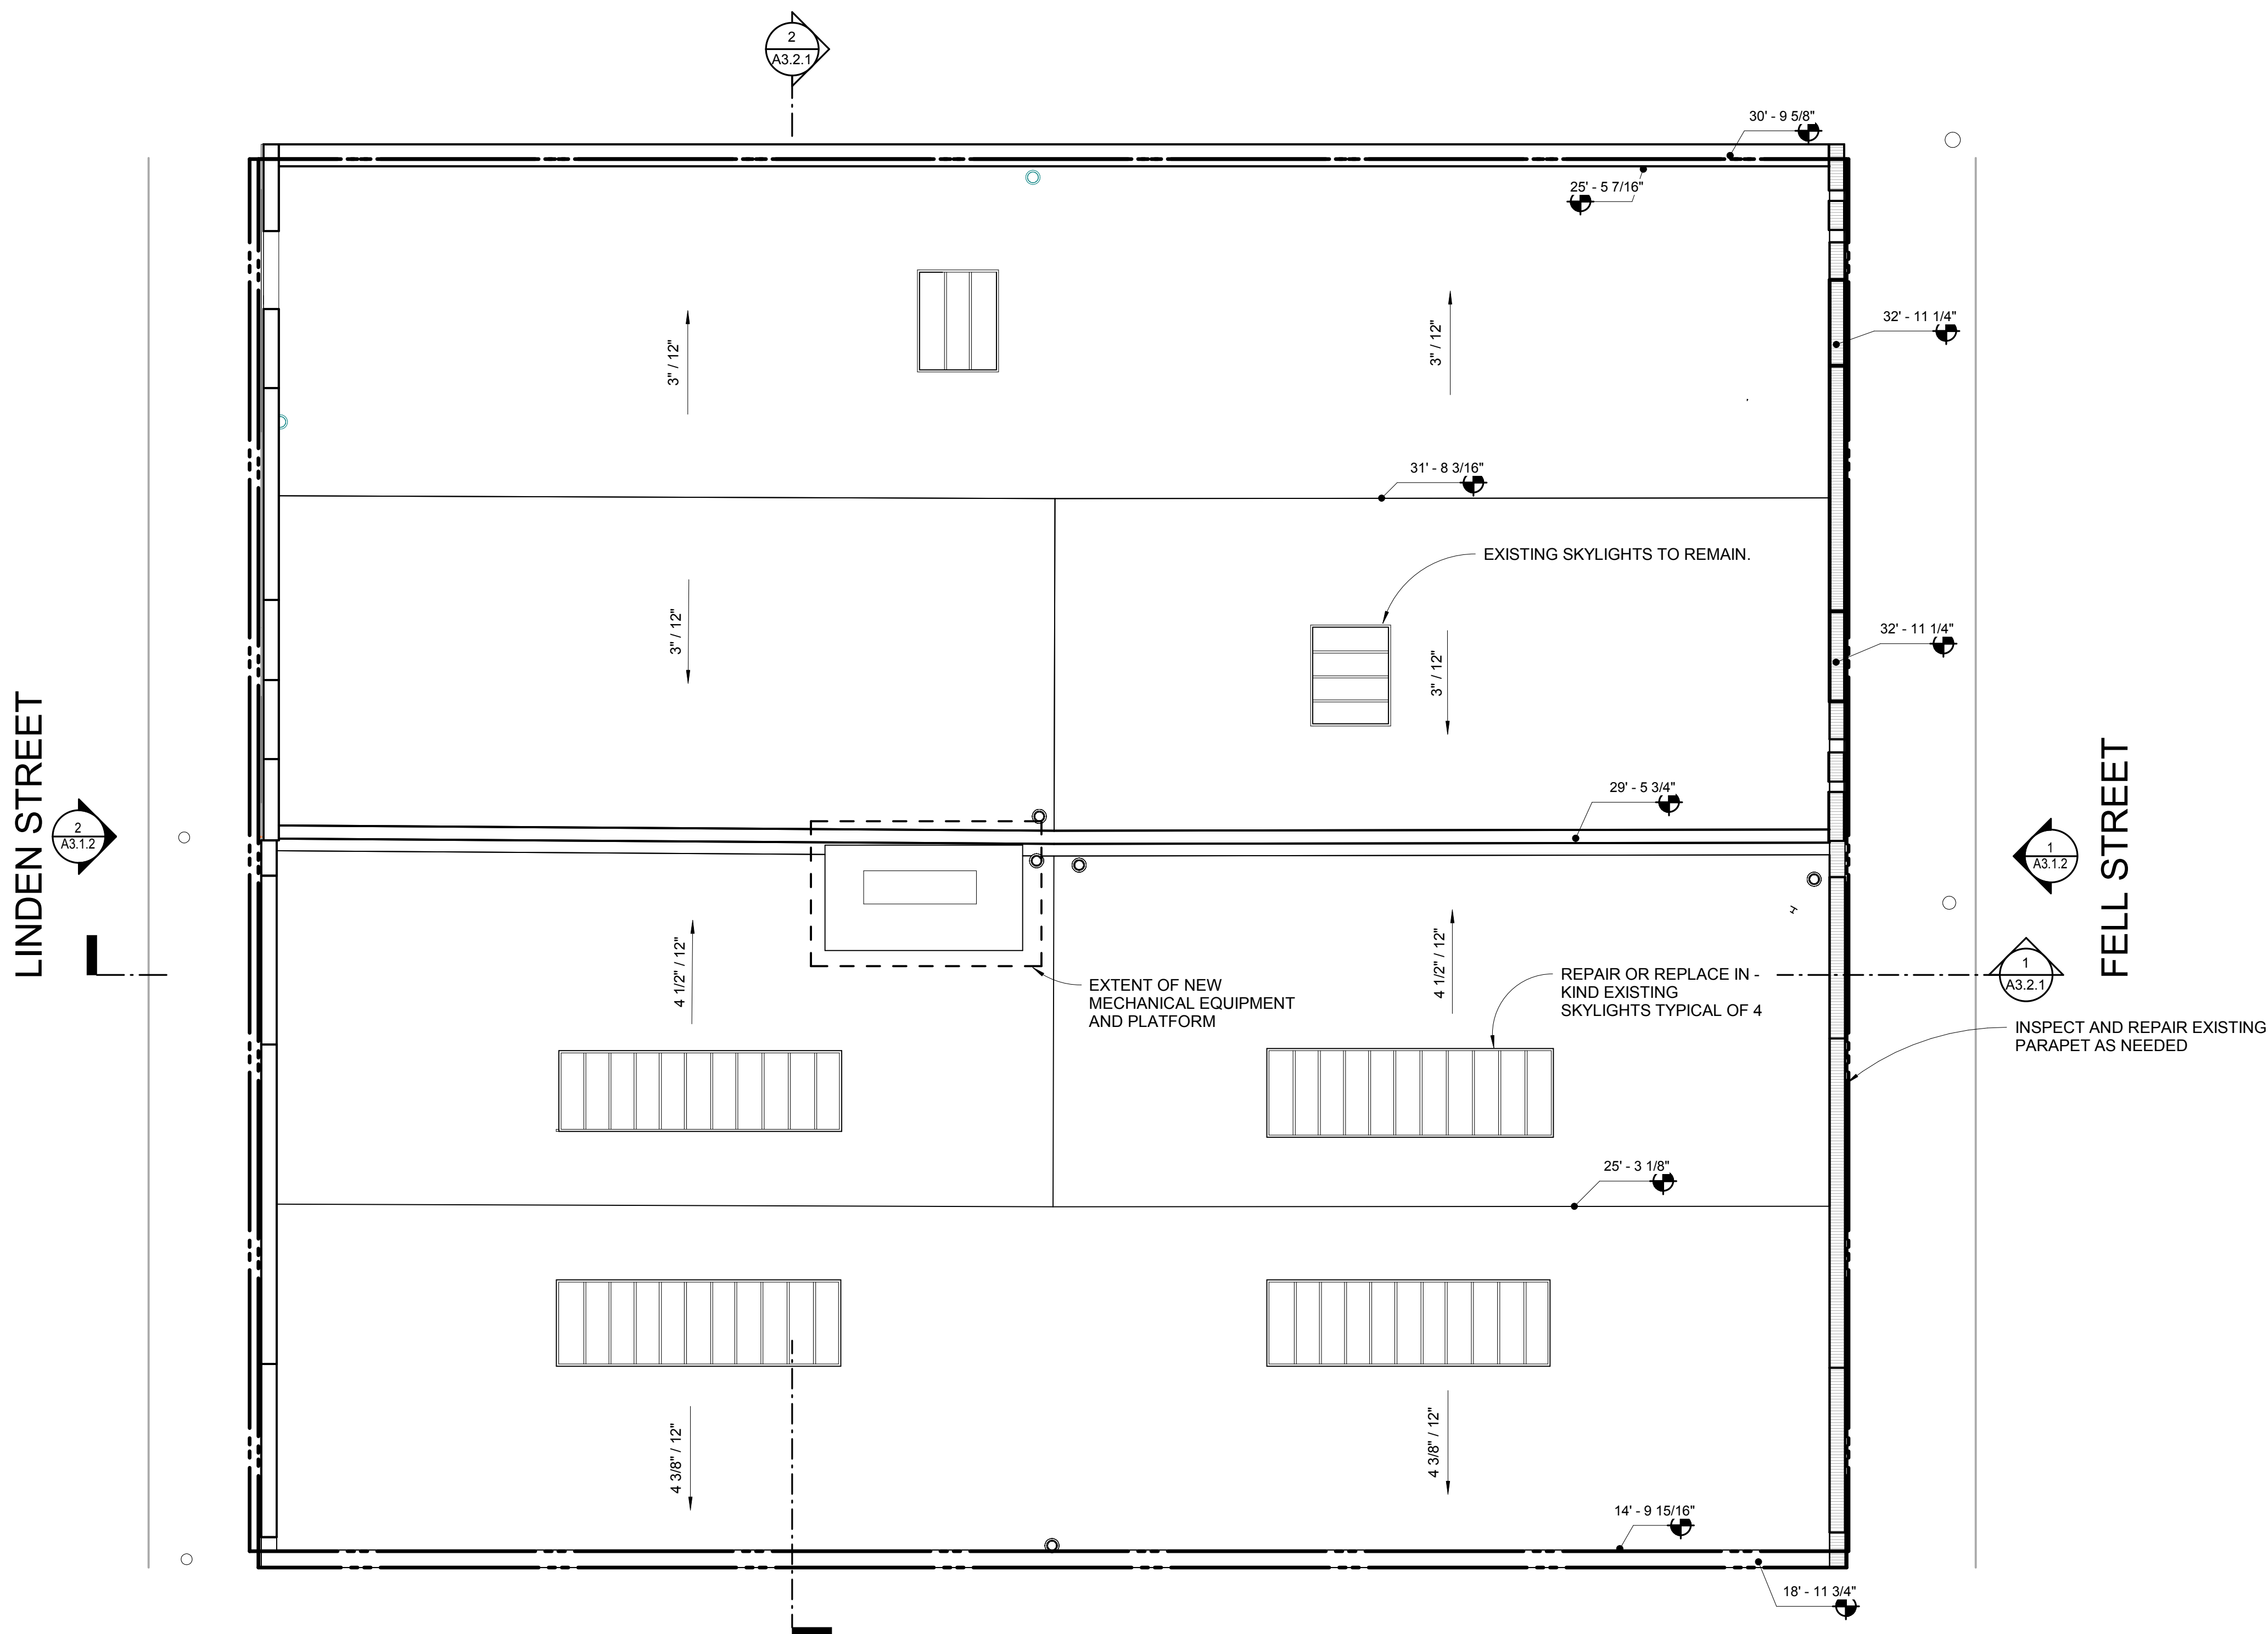 2
A3.2.1
30' - 9 5/8"
25' - 5 7/16"
32' - 11 1/4"
3" / 12"
3" / 12"
31' - 8 3/16"
EXISTING SKYLIGHTS TO REMAIN.
3" / 12"
3" / 12"
32' - 11 1/4"
29' - 5 3/4"
LINDEN STREET
2
A3.1.2
FELL STREET
1
A3.1.2
4
4 1/2" / 12"
4 1/2" / 12"
EXTENT OF NEW
MECHANICAL EQUIPMENT
AND PLATFORM
REPAIR OR REPLACE IN -
KIND EXISTING
SKYLIGHTS TYPICAL OF 4
1
A3.2.1
INSPECT AND REPAIR EXISTING
PARAPET AS NEEDED
25' - 3 1/8"
4 3/8" / 12"
4 3/8" / 12"
14' - 9 15/16"
18' - 11 3/4"